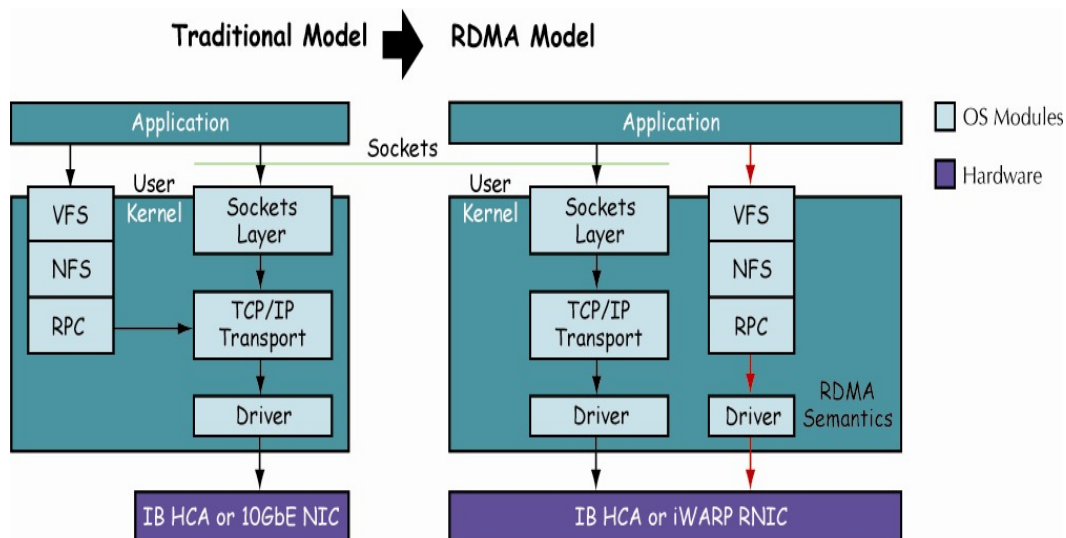 Traditional Model
RDMA Model
Application
Application
OS Modules
Hardware
Sockets
User
Kernel
VFS
NFS
RPC
Sockets
Layer
TCP/IP
Transport
Driver
IB HCA or 10GbE NIC
User
Kernel
Sockets
Layer
TCP/IP
Transport
Driver
VFS
NFS
RPC
Driver
RDMA
Semantics
IB HCA or iWARP RNIC